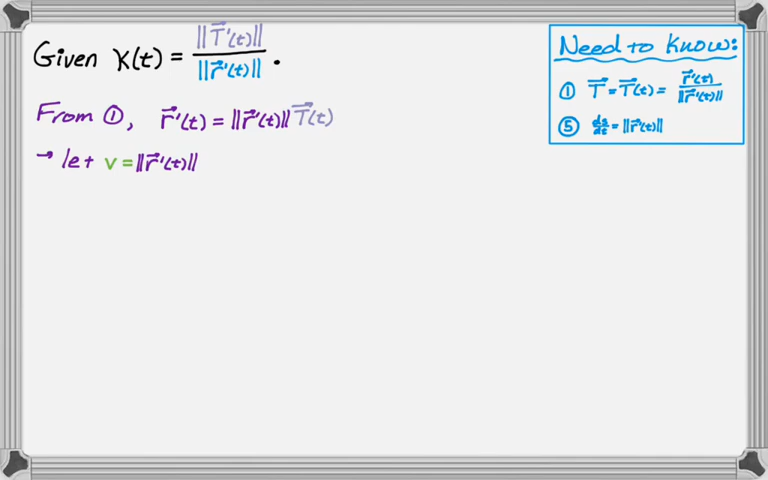 Given κ(t) = ||T⃗'(t)|| / ||r⃗'(t)|| .
From ①, r⃗'(t) = ||r⃗'(t)|| T⃗(t)
→ let v = ||r⃗'(t)||
Need to Know:
① T⃗ = T⃗(t) = r⃗'(t) / ||r⃗'(t)||
⑤ ds/dt = ||r⃗'(t)||